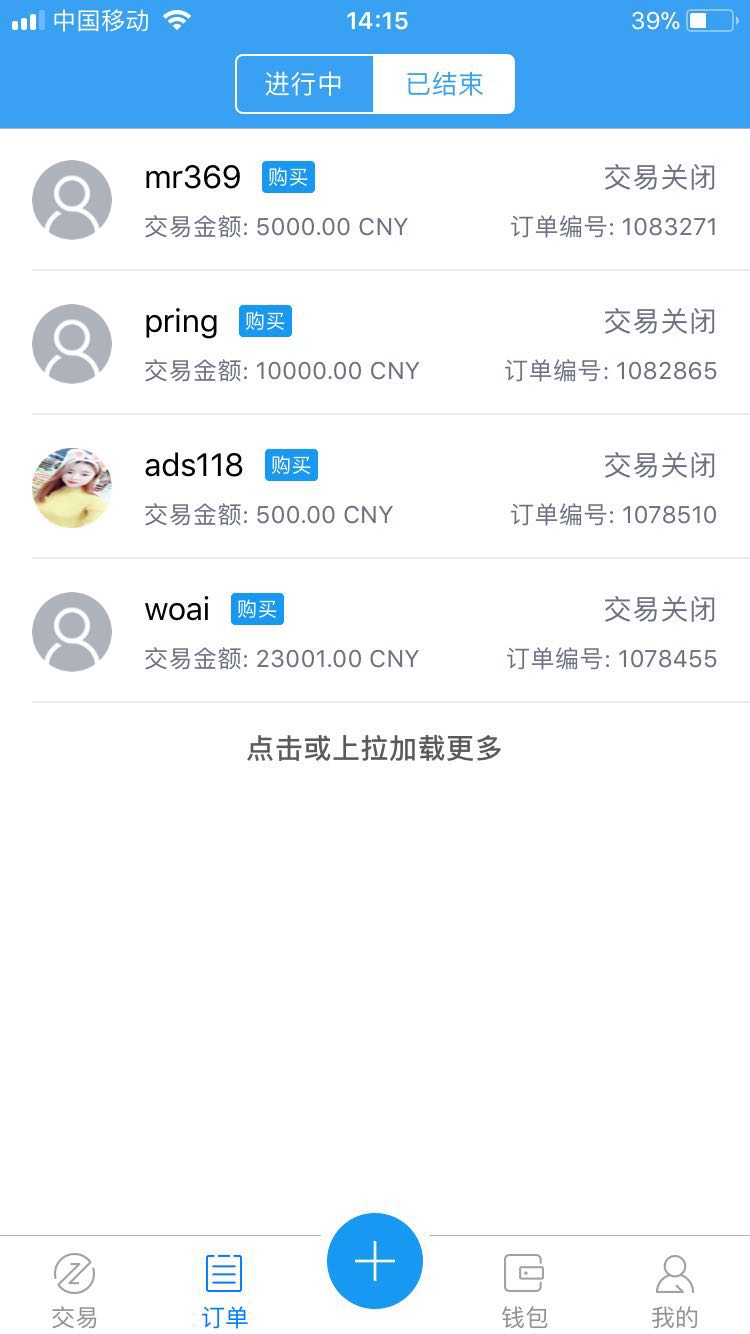 中国移动 14:15 39%
进行中 已结束
mr369 购买 交易关闭
交易金额: 5000.00 CNY 订单编号: 1083271
pring 购买 交易关闭
交易金额: 10000.00 CNY 订单编号: 1082865
ads118 购买 交易关闭
交易金额: 500.00 CNY 订单编号: 1078510
woai 购买 交易关闭
交易金额: 23001.00 CNY 订单编号: 1078455
点击或上拉加载更多
交易 订单 钱包 我的